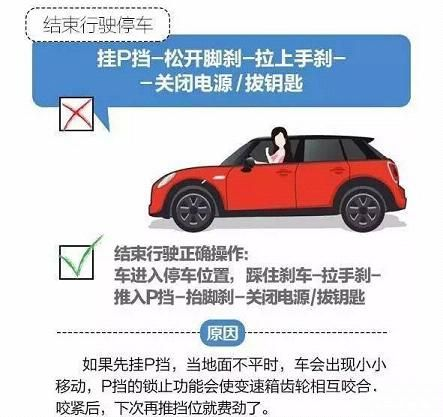 结束行驶停车
挂P挡-松开脚刹-拉上手刹-
-关闭电源/拔钥匙
结束行驶正确操作:
车进入停车位置，踩住刹车-拉手刹-
推入P挡-抬脚刹-关闭电源/拔钥匙
原因
如果先挂P挡，当地面不平时，车会出现小小
移动，P挡的锁止功能会使变速箱齿轮相互咬合.
咬紧后，下次再推挡位就费劲了。